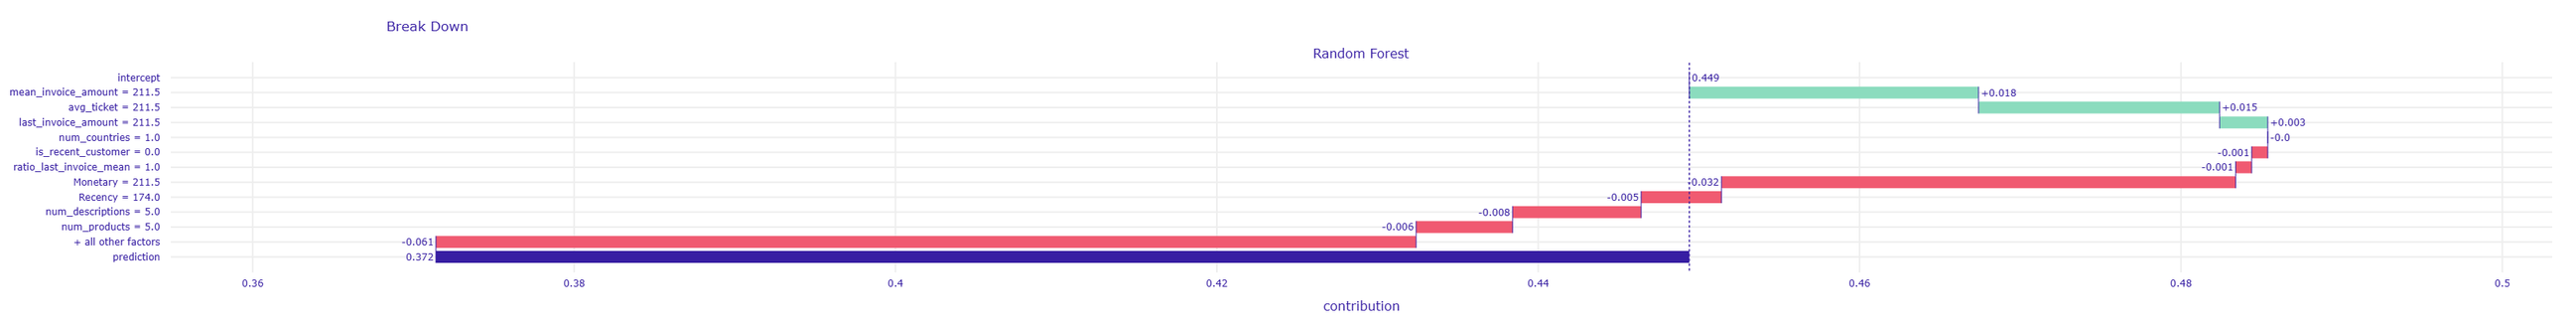 Break Down
Random Forest
intercept 0.449
mean_invoice_amount = 211.5 +0.018
avg_ticket = 211.5 +0.015
last_invoice_amount = 211.5 +0.003
num_countries = 1.0 -0.0
is_recent_customer = 0.0 -0.001
ratio_last_invoice_mean = 1.0 -0.001
Monetary = 211.5 -0.032
Recency = 174.0 -0.005
num_descriptions = 5.0 -0.008
num_products = 5.0 -0.006
+ all other factors -0.061
prediction 0.372
0.36 0.38 0.4 0.42 0.44 0.46 0.48 0.5
contribution